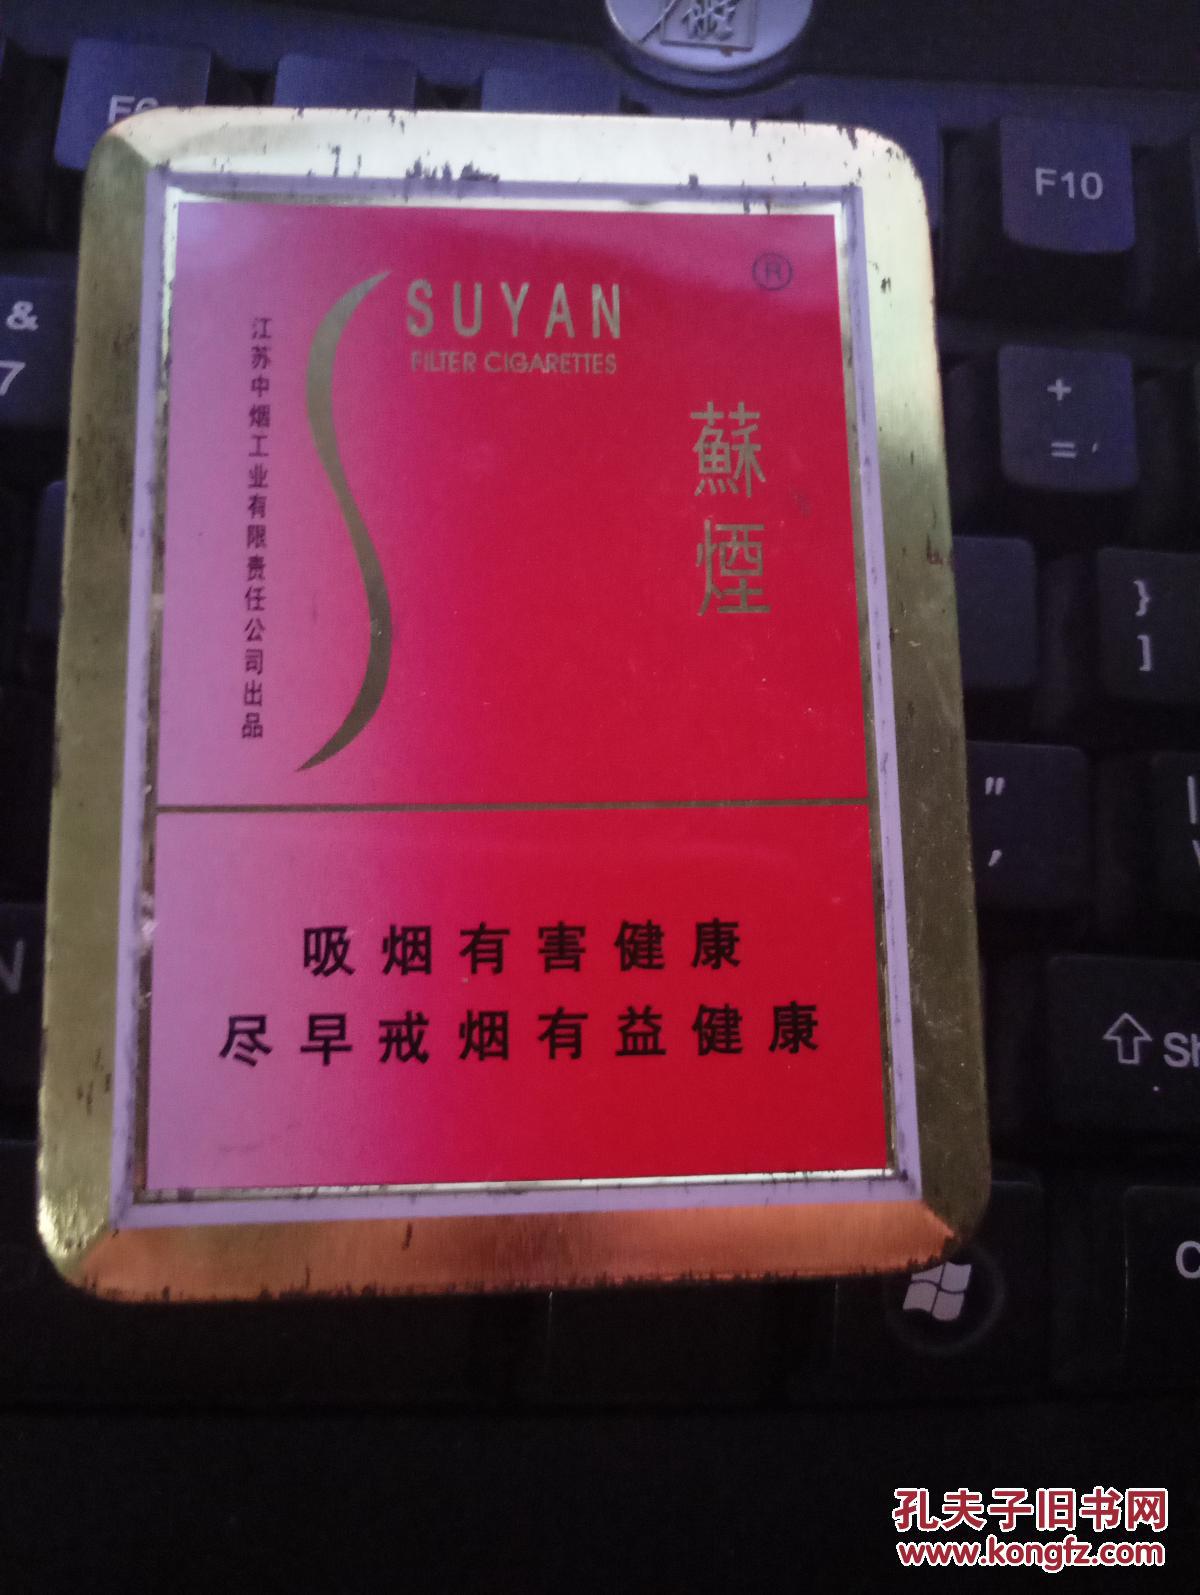 F10
&
7
+
=
}
]
"
,
N
Sh
C
®
SUYAN
FILTER CIGARETTES
江苏中烟工业有限责任公司出品
蘇煙
吸烟有害健康
尽早戒烟有益健康
孔夫子旧书网
www.kongfz.com